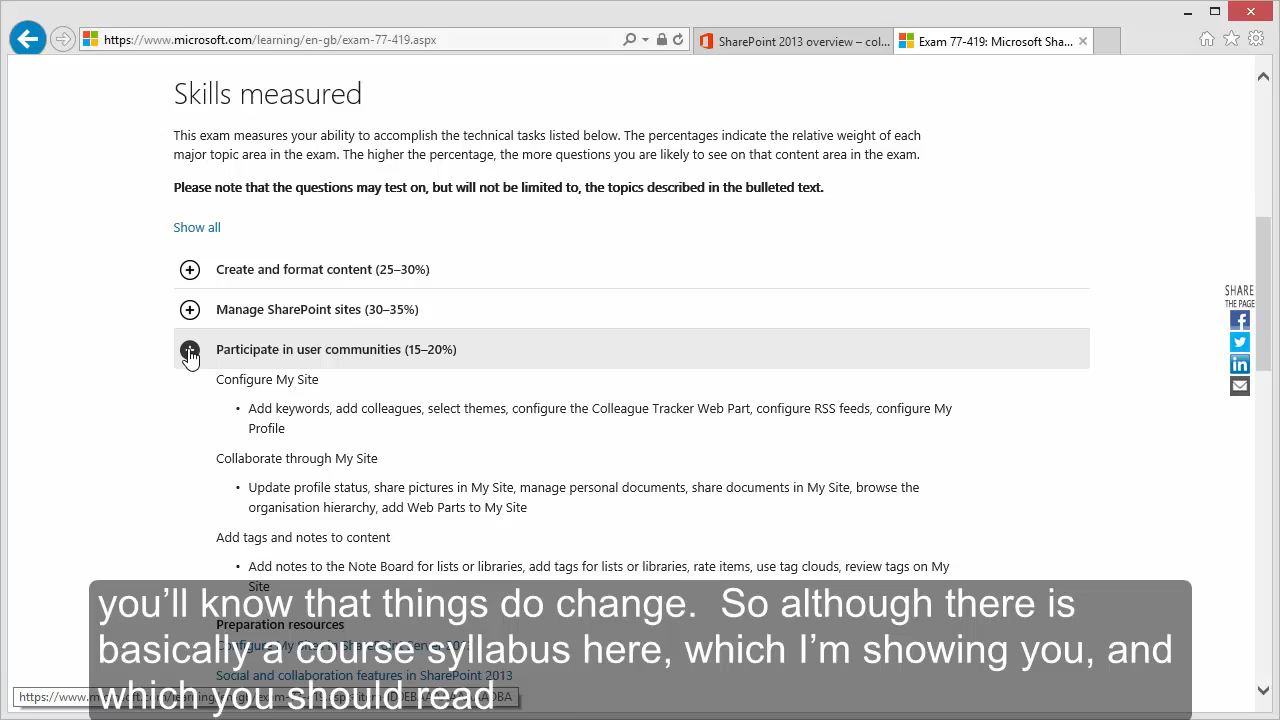 https://www.microsoft.com/learning/en-gb/exam-77-419.aspx
SharePoint 2013 overview – col...
Exam 77-419: Microsoft Sha...
Skills measured
This exam measures your ability to accomplish the technical tasks listed below. The percentages indicate the relative weight of each
major topic area in the exam. The higher the percentage, the more questions you are likely to see on that content area in the exam.
Please note that the questions may test on, but will not be limited to, the topics described in the bulleted text.
Show all
Create and format content (25–30%)
Manage SharePoint sites (30–35%)
SHARE
THE PAGE
Participate in user communities (15–20%)
Configure My Site
• Add keywords, add colleagues, select themes, configure the Colleague Tracker Web Part, configure RSS feeds, configure My
Profile
Collaborate through My Site
• Update profile status, share pictures in My Site, manage personal documents, share documents in My Site, browse the
organisation hierarchy, add Web Parts to My Site
Add tags and notes to content
• Add notes to the Note Board for lists or libraries, add tags for lists or libraries, rate items, use tag clouds, review tags on My
Site
Preparation resources
Configure My Sites in SharePoint Server
Social and collaboration features in SharePoint 2013
you’ll know that things do change.  So although there is
basically a course syllabus here, which I’m showing you, and
which you should read